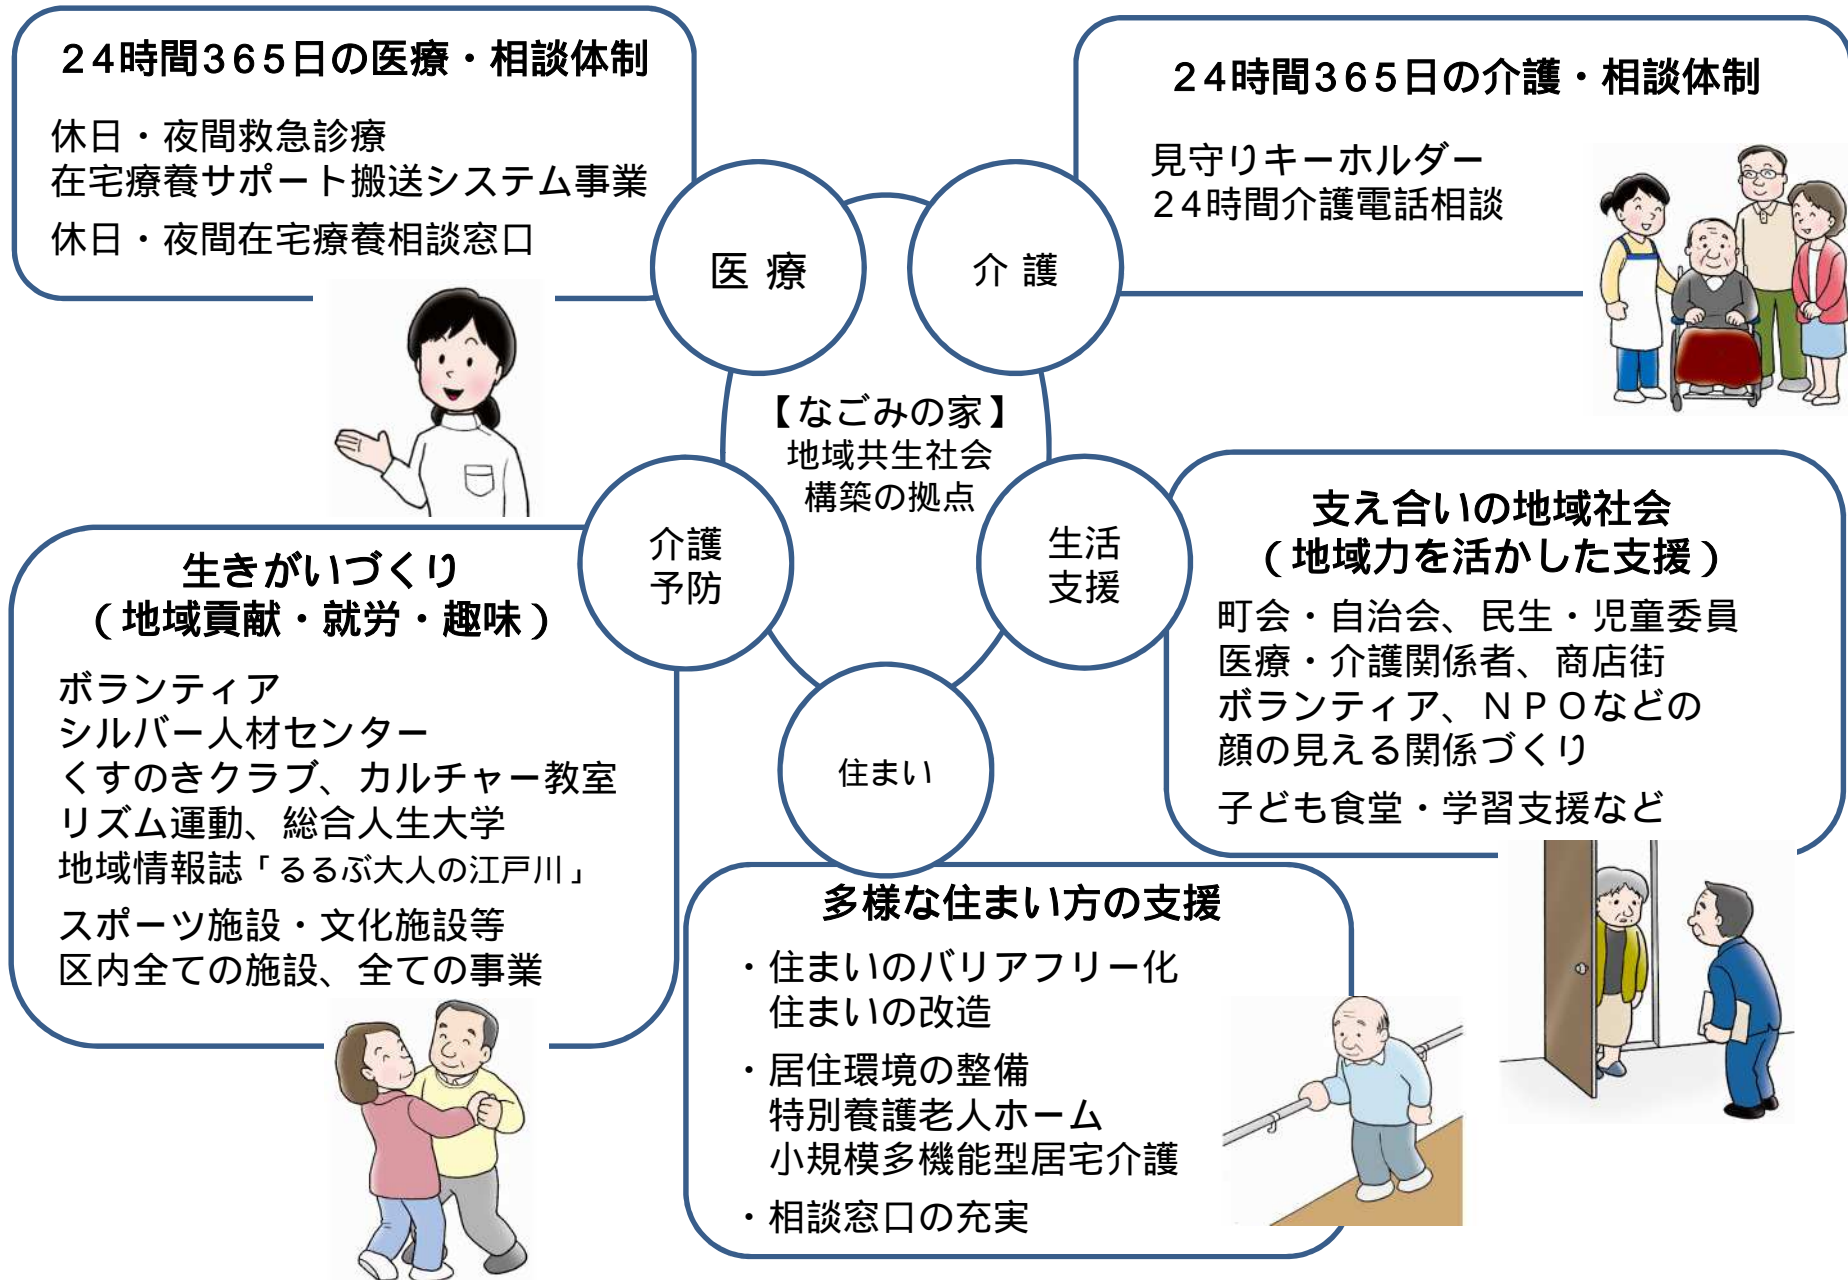 24時間365日の医療・相談体制
休日・夜間救急診療
在宅療養サポート搬送システム事業
休日・夜間在宅療養相談窓口
24時間365日の介護・相談体制
見守りキーホルダー
24時間介護電話相談
医 療
介 護
【なごみの家】
地域共生社会
構築の拠点
介護
予防
生活
支援
住まい
生きがいづくり
(地域貢献・就労・趣味)
ボランティア
シルバー人材センター
くすのきクラブ、カルチャー教室
リズム運動、総合人生大学
地域情報誌「るるぶ大人の江戸川」
スポーツ施設・文化施設等
区内全ての施設、全ての事業
支え合いの地域社会
(地域力を活かした支援)
町会・自治会、民生・児童委員
医療・介護関係者、商店街
ボランティア、NPOなどの
顔の見える関係づくり
子ども食堂・学習支援など
多様な住まい方の支援
・住まいのバリアフリー化
住まいの改造
・居住環境の整備
特別養護老人ホーム
小規模多機能型居宅介護
・相談窓口の充実